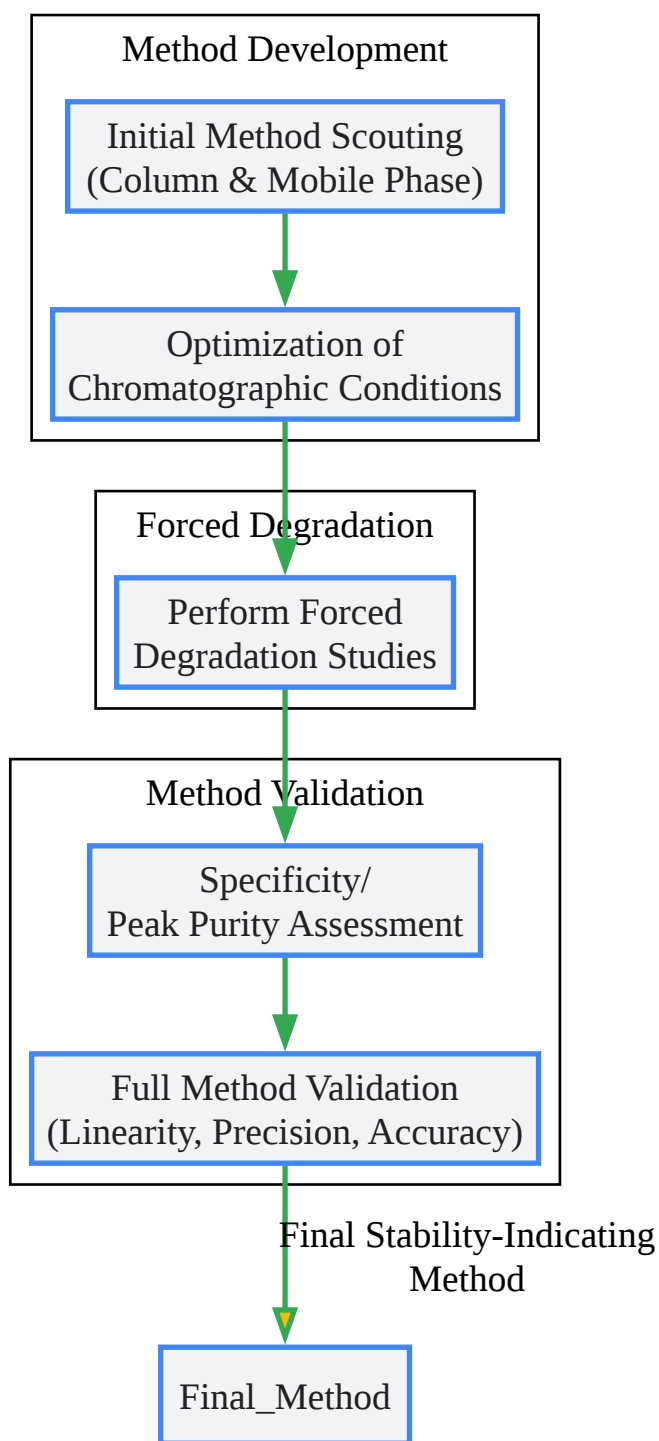 Method Development
Initial Method Scouting
(Column & Mobile Phase)
Optimization of
Chromatographic Conditions
Forced Degradation
Perform Forced
Degradation Studies
Method Validation
Specificity/
Peak Purity Assessment
Full Method Validation
(Linearity, Precision, Accuracy)
Final Stability-Indicating
Method
Final_Method